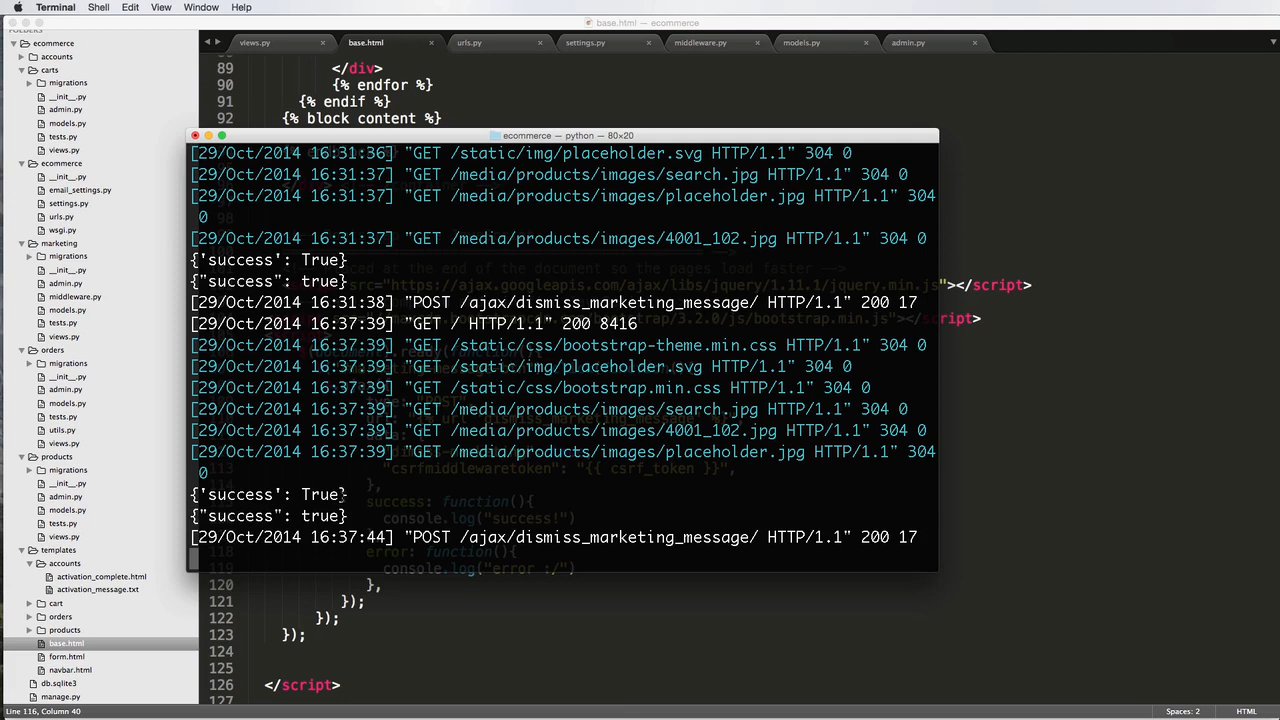 Terminal Shell Edit View Window Help
base.html — ecommerce
FOLDERS
views.py × base.html × urls.py × settings.py × middleware.py × models.py × admin.py ×
ecommerce
accounts
carts
migrations
__init__.py
admin.py
models.py
tests.py
views.py
ecommerce
__init__.py
email_settings.py
settings.py
urls.py
wsgi.py
marketing
migrations
__init__.py
admin.py
middleware.py
models.py
tests.py
views.py
orders
migrations
__init__.py
admin.py
models.py
tests.py
utils.py
views.py
products
migrations
__init__.py
admin.py
models.py
tests.py
views.py
templates
accounts
activation_complete.html
activation_message.txt
cart
orders
products
base.html
form.html
navbar.html
db.sqlite3
manage.py
89 </div>
90 {% endfor %}
91 {% endif %}
92 {% block content %}
ecommerce — python — 80×20
[29/Oct/2014 16:31:36] "GET /static/img/placeholder.svg HTTP/1.1" 304 0
[29/Oct/2014 16:31:37] "GET /media/products/images/search.jpg HTTP/1.1" 304 0
[29/Oct/2014 16:31:37] "GET /media/products/images/placeholder.jpg HTTP/1.1" 304
0
[29/Oct/2014 16:31:37] "GET /media/products/images/4001_102.jpg HTTP/1.1" 304 0
{'success': True}
{"success": true}
[29/Oct/2014 16:31:38] "POST /ajax/dismiss_marketing_message/ HTTP/1.1" 200 17
[29/Oct/2014 16:37:39] "GET / HTTP/1.1" 200 8416
[29/Oct/2014 16:37:39] "GET /static/css/bootstrap-theme.min.css HTTP/1.1" 304 0
[29/Oct/2014 16:37:39] "GET /static/img/placeholder.svg HTTP/1.1" 304 0
[29/Oct/2014 16:37:39] "GET /static/css/bootstrap.min.css HTTP/1.1" 304 0
[29/Oct/2014 16:37:39] "GET /media/products/images/search.jpg HTTP/1.1" 304 0
[29/Oct/2014 16:37:39] "GET /media/products/images/4001_102.jpg HTTP/1.1" 304 0
[29/Oct/2014 16:37:39] "GET /media/products/images/placeholder.jpg HTTP/1.1" 304
0
{'success': True}
{"success": true}
[29/Oct/2014 16:37:44] "POST /ajax/dismiss_marketing_message/ HTTP/1.1" 200 17
"></script>
></script>
"csrfmiddlewaretoken": "{{ csrf_token }}",
},
success: function(){
console.log("success!")
error: function(){
console.log("error :/")
120 },
121 });
122 });
123 });
124
125
126 </script>
127
Line 116, Column 40
Spaces: 2
HTML